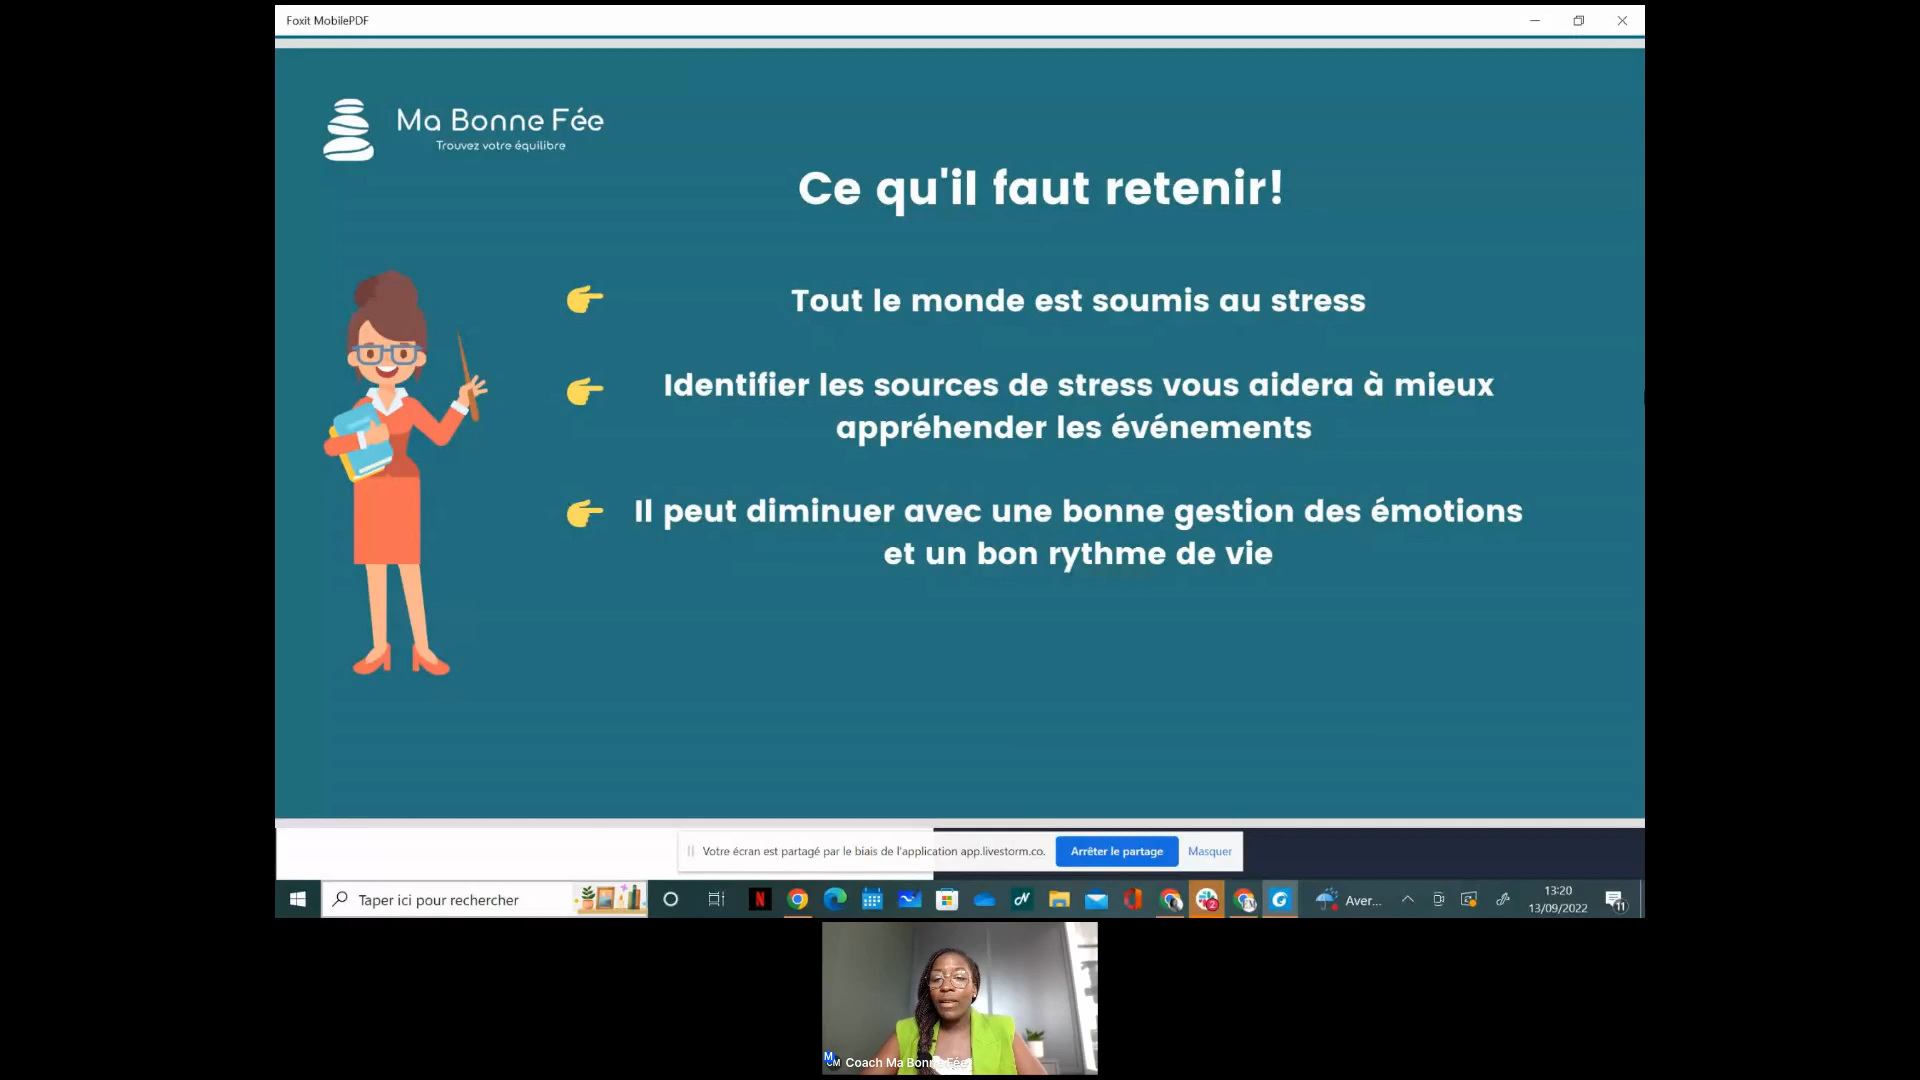 Foxit MobilePDF
Ma Bonne Fée
Trouvez votre équilibre
Ce qu'il faut retenir!
Tout le monde est soumis au stress
Identifier les sources de stress vous aidera à mieux
appréhender les événements
Il peut diminuer avec une bonne gestion des émotions
et un bon rythme de vie
Votre écran est partagé par le biais de l'application app.livestorm.co.
Arrêter le partage
Masquer
Taper ici pour rechercher
N
2
EM
Aver...
13:20
13/09/2022
11
M
CM
Coach Ma Bonne Fée